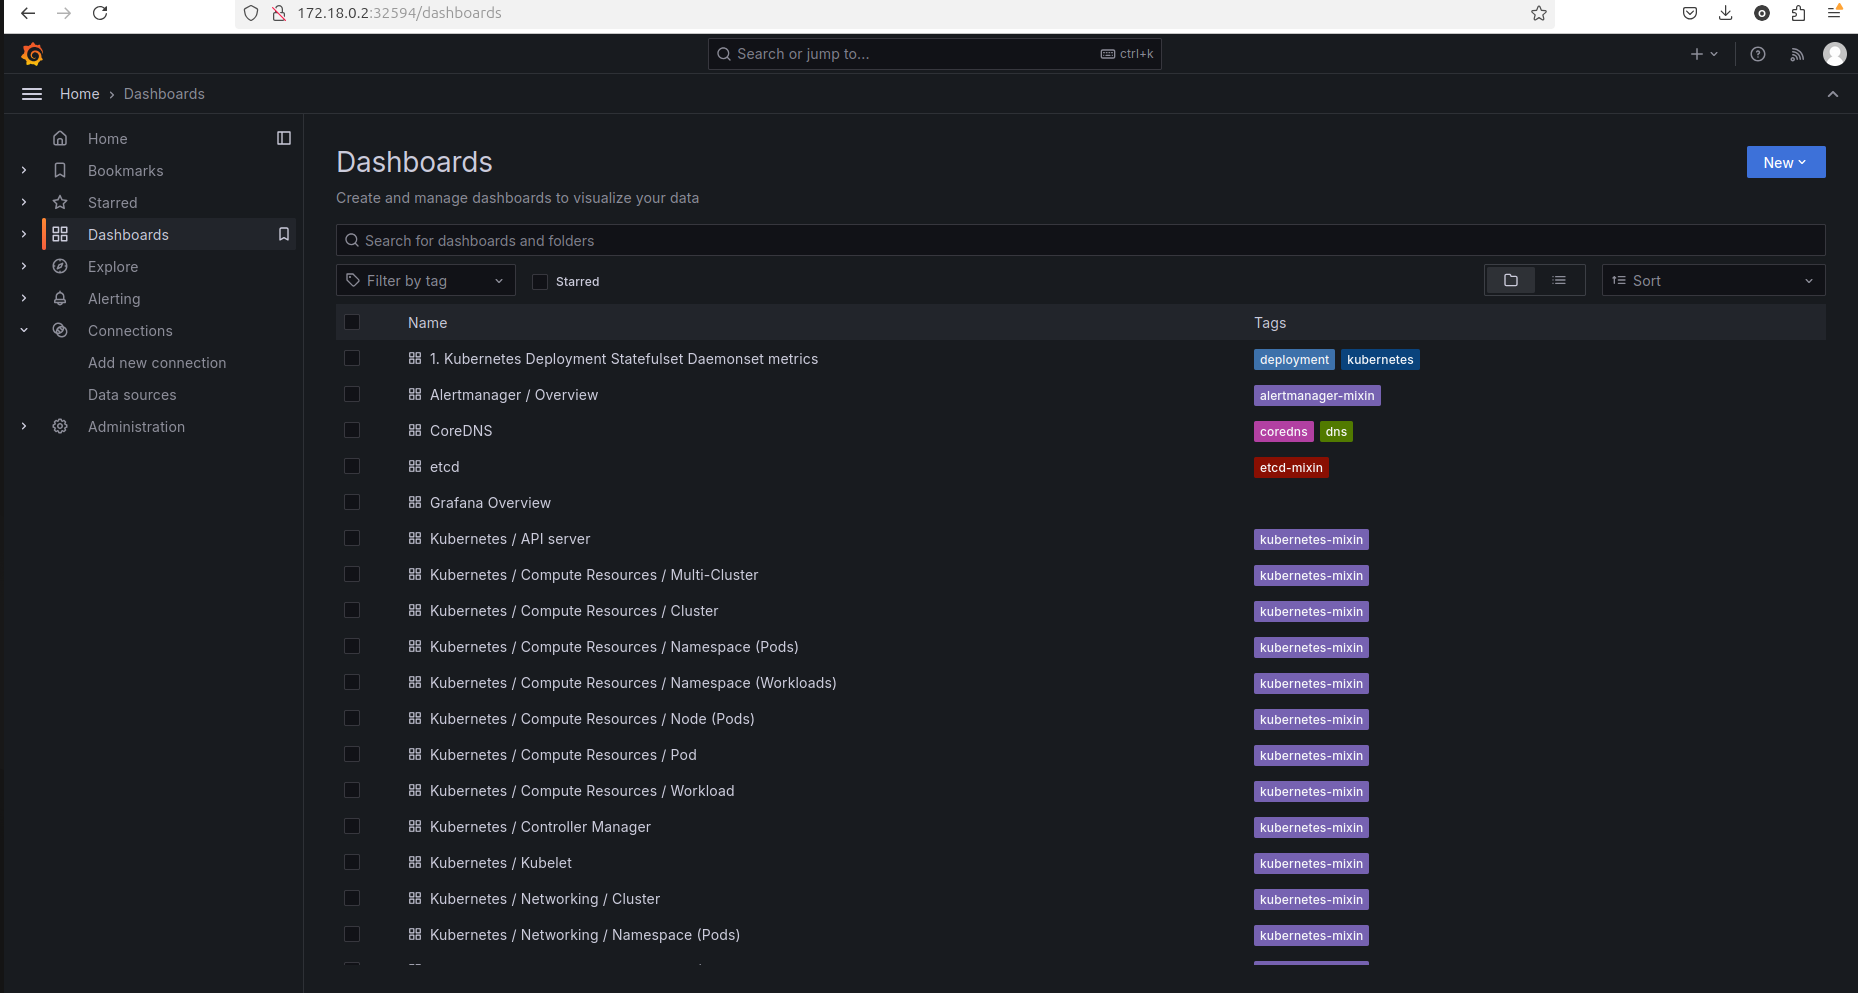 172.18.0.2:32594/dashboards
Search or jump to...
ctrl+k
Home › Dashboards
Home
Bookmarks
Starred
Dashboards
Explore
Alerting
Connections
Add new connection
Data sources
Administration
Dashboards
New
Create and manage dashboards to visualize your data
Search for dashboards and folders
Filter by tag
Starred
Sort
Name Tags
1. Kubernetes Deployment Statefulset Daemonset metrics deployment kubernetes
Alertmanager / Overview alertmanager-mixin
CoreDNS coredns dns
etcd etcd-mixin
Grafana Overview
Kubernetes / API server kubernetes-mixin
Kubernetes / Compute Resources / Multi-Cluster kubernetes-mixin
Kubernetes / Compute Resources / Cluster kubernetes-mixin
Kubernetes / Compute Resources / Namespace (Pods) kubernetes-mixin
Kubernetes / Compute Resources / Namespace (Workloads) kubernetes-mixin
Kubernetes / Compute Resources / Node (Pods) kubernetes-mixin
Kubernetes / Compute Resources / Pod kubernetes-mixin
Kubernetes / Compute Resources / Workload kubernetes-mixin
Kubernetes / Controller Manager kubernetes-mixin
Kubernetes / Kubelet kubernetes-mixin
Kubernetes / Networking / Cluster kubernetes-mixin
Kubernetes / Networking / Namespace (Pods) kubernetes-mixin